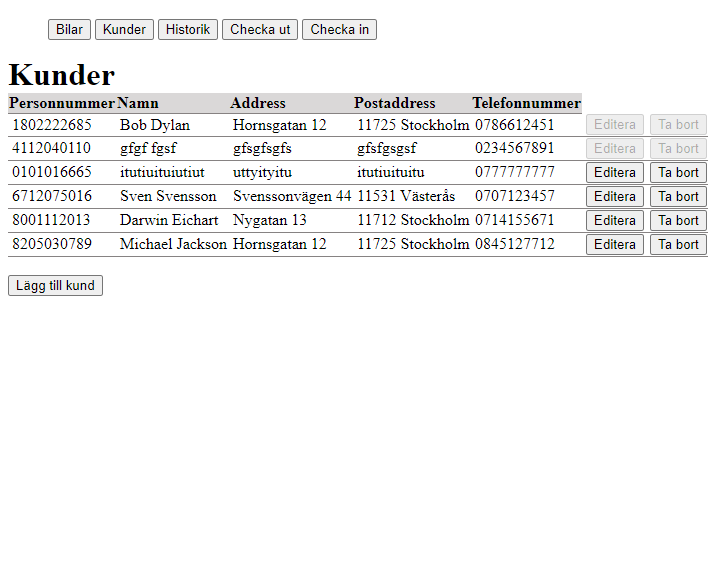 Bilar Kunder Historik Checka ut Checka in
Kunder
Personnummer Namn Address Postaddress Telefonnummer
1802222685 Bob Dylan Hornsgatan 12 11725 Stockholm 0786612451 Editera Ta bort
4112040110 gfgf fgsf gfsgfsgfs gfsfgsgsf 0234567891 Editera Ta bort
0101016665 itutiuituiutiut uttyityitu itutiuituitu 0777777777 Editera Ta bort
6712075016 Sven Svensson Svenssonvägen 44 11531 Västerås 0707123457 Editera Ta bort
8001112013 Darwin Eichart Nygatan 13 11712 Stockholm 0714155671 Editera Ta bort
8205030789 Michael Jackson Hornsgatan 12 11725 Stockholm 0845127712 Editera Ta bort
Lägg till kund